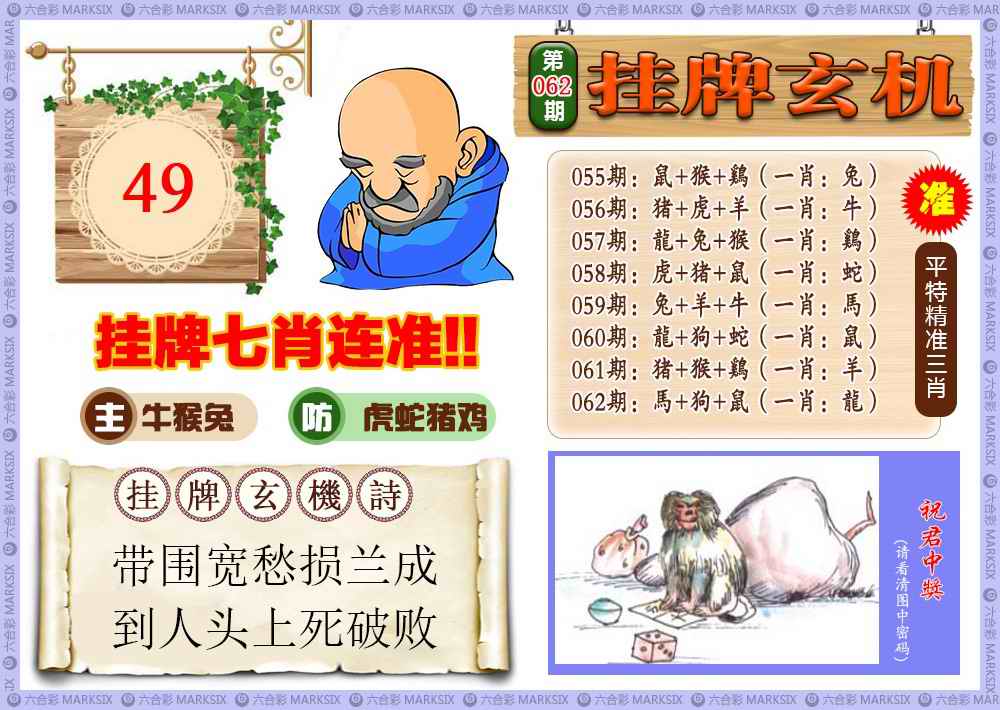 六合彩 MARKSIX
49
第062期
挂牌玄机
055期：鼠+猴+鷄（一肖：兔）
056期：猪+虎+羊（一肖：牛）
057期：龍+兔+猴（一肖：鷄）
058期：虎+猪+鼠（一肖：蛇）
059期：兔+羊+牛（一肖：馬）
060期：龍+狗+蛇（一肖：鼠）
061期：猪+猴+鷄（一肖：羊）
062期：馬+狗+鼠（一肖：龍）
准
平特精准三肖
挂牌七肖连准!!
主 牛猴兔
防 虎蛇猪鸡
挂牌玄機詩
带围宽愁损兰成
到人头上死破败
祝君中獎
(请看清图中密码)